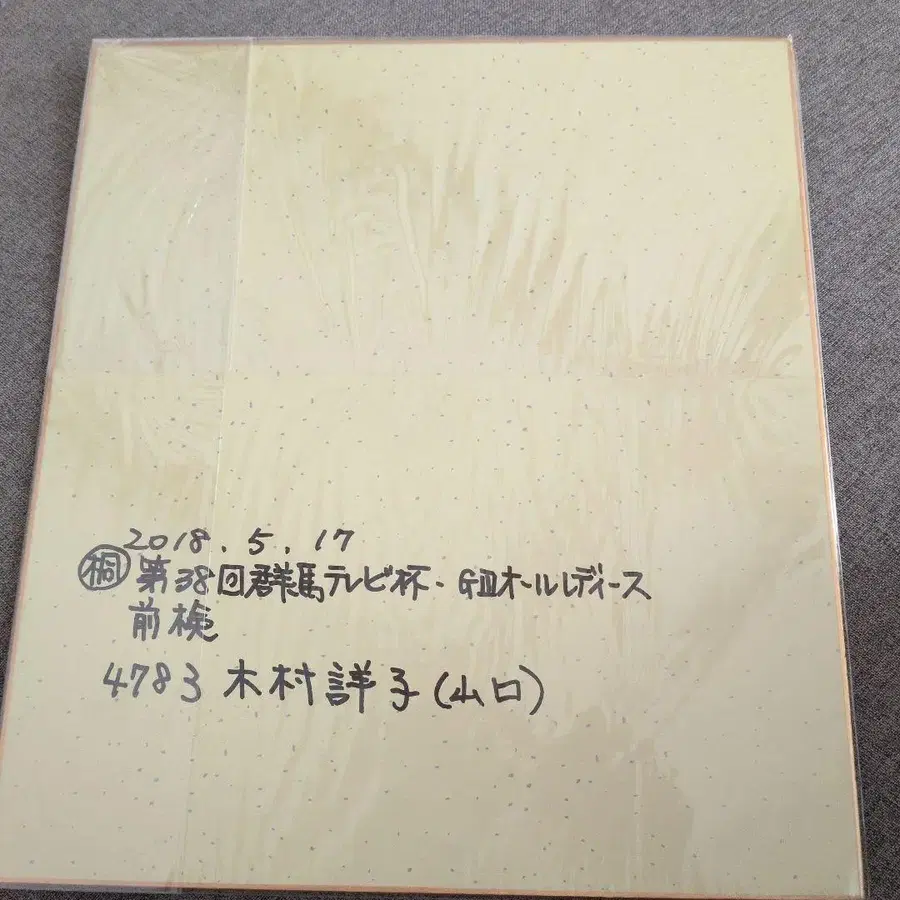 2018.5.17
㊙桐 第38回群馬テレビ杯-GⅢオールレディース
前検
4783 木村詳子(山口)